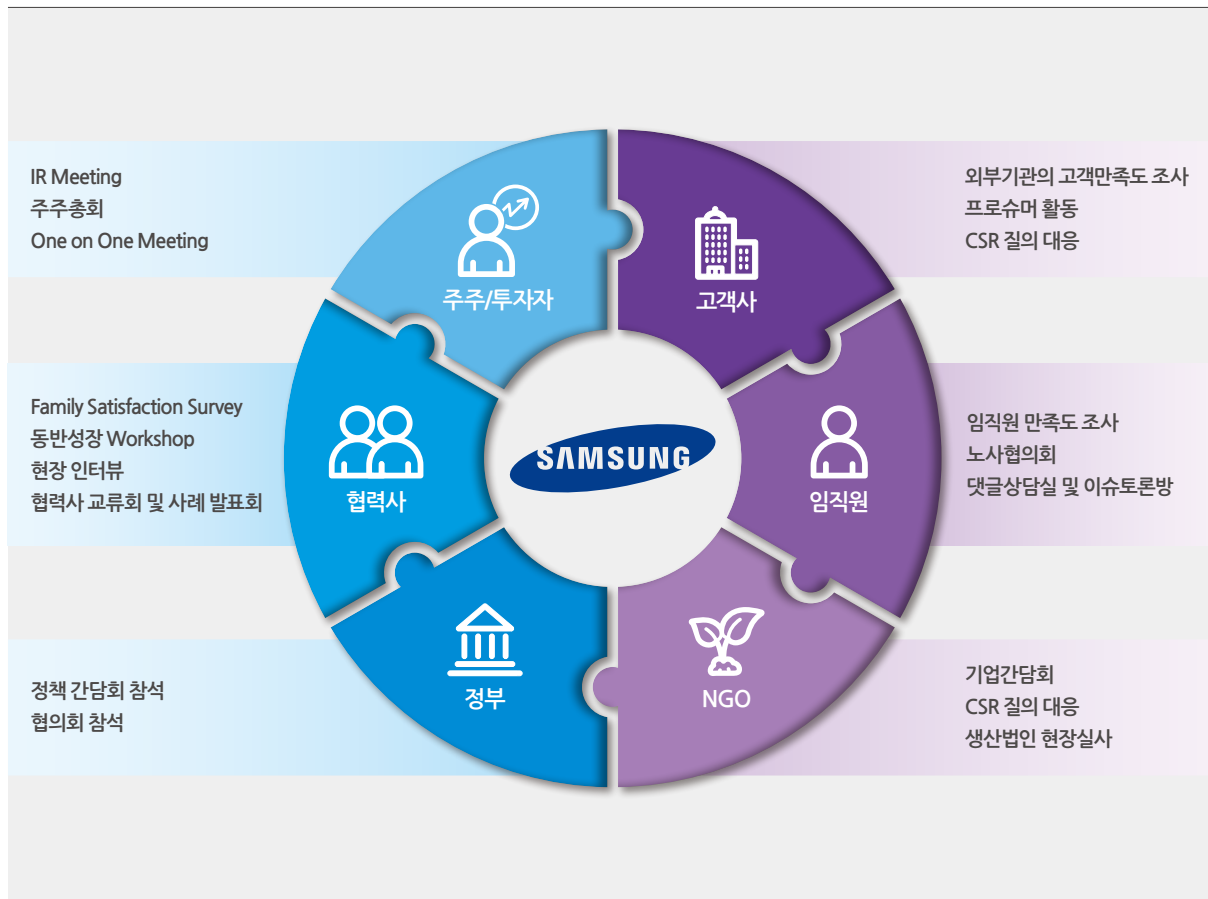 IR Meeting
주주총회
One on One Meeting
주주/투자자
고객사
외부기관의 고객만족도 조사
프로슈머 활동
CSR 질의 대응
Family Satisfaction Survey
동반성장 Workshop
현장 인터뷰
협력사 교류회 및 사례 발표회
협력사
SAMSUNG
임직원
임직원 만족도 조사
노사협의회
댓글상담실 및 이슈토론방
정책 간담회 참석
협의회 참석
정부
NGO
기업간담회
CSR 질의 대응
생산법인 현장실사